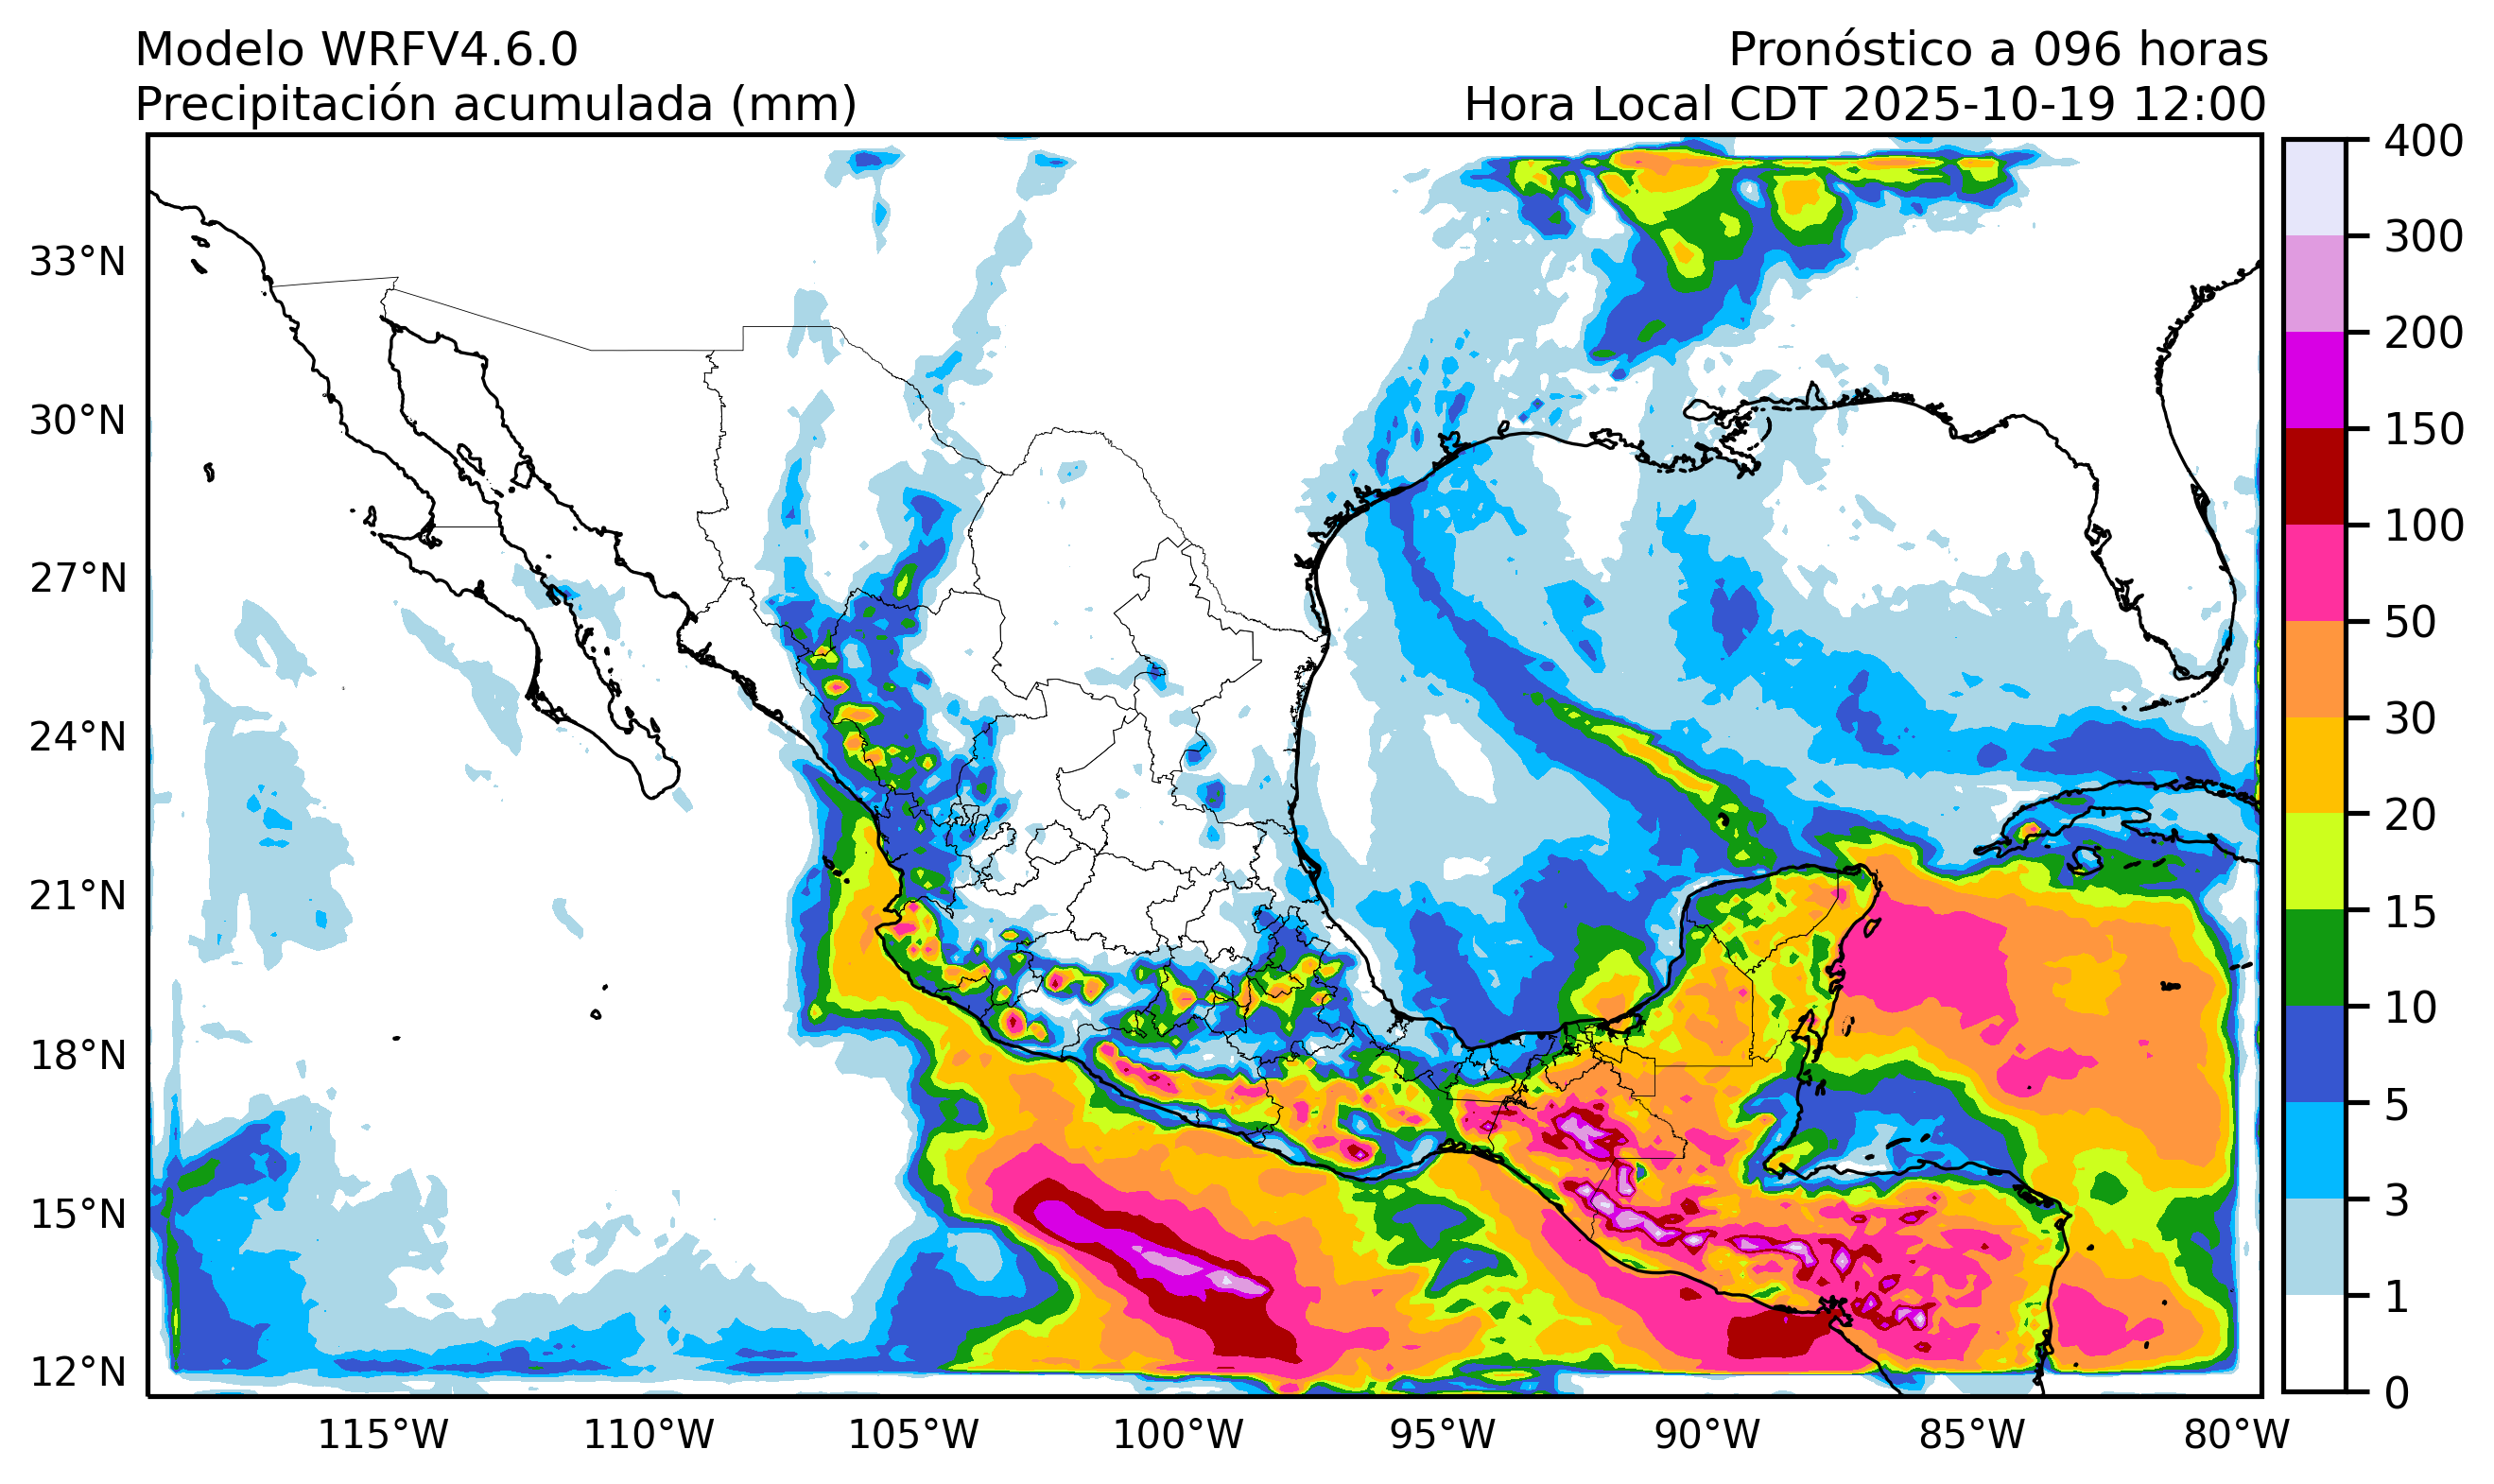 Modelo WRFV4.6.0
Pronóstico a 096 horas
Precipitación acumulada (mm)
Hora Local CDT 2025-10-19 12:00
33°N
30°N
27°N
24°N
21°N
18°N
15°N
12°N
115°W
110°W
105°W
100°W
95°W
90°W
85°W
80°W
400
300
200
150
100
50
30
20
15
10
5
3
1
0